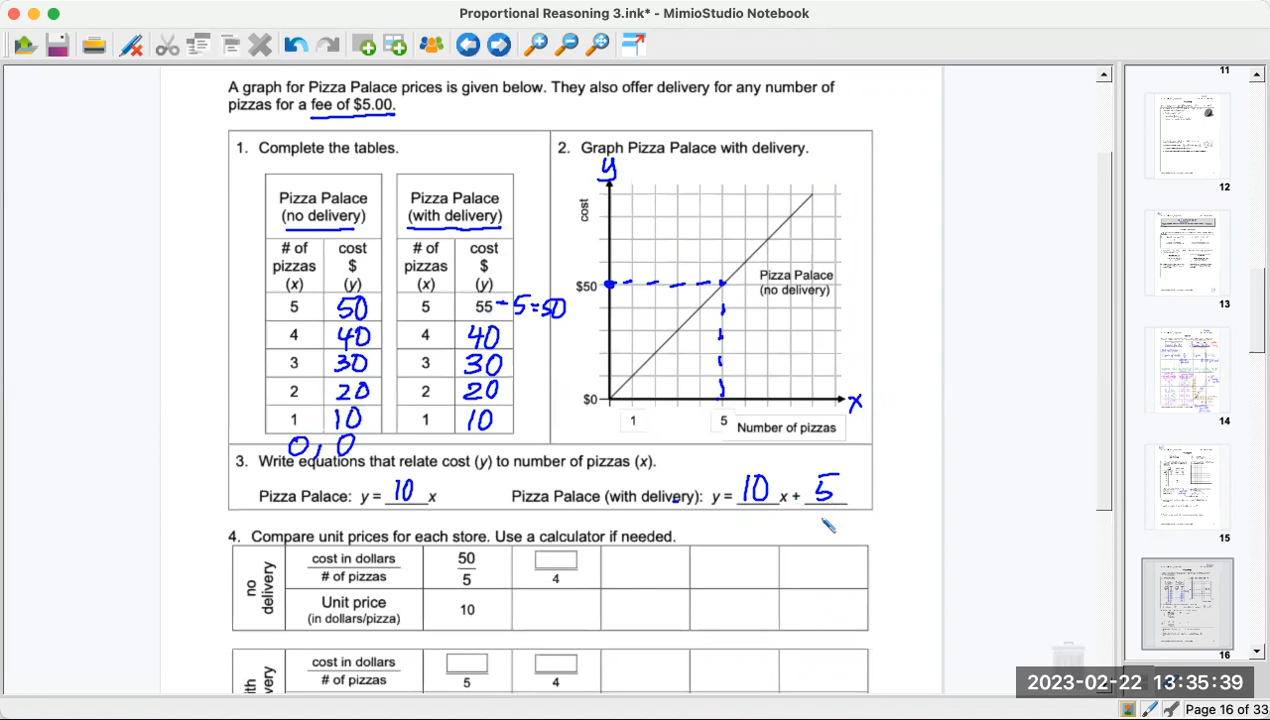 Proportional Reasoning 3.ink* - MimioStudio Notebook
A graph for Pizza Palace prices is given below. They also offer delivery for any number of
pizzas for a fee of $5.00.
1. Complete the tables.
Pizza Palace
(no delivery)
# of
pizzas
(x)
cost
$
(y)
5 50
4 40
3 30
2 20
1 10
0, 0
Pizza Palace
(with delivery)
# of
pizzas
(x)
cost
$
(y)
5 55 - 5 = 50
4 40
3 30
2 20
1 10
2. Graph Pizza Palace with delivery.
y
cost
$50
$0
Pizza Palace
(no delivery)
x
1
5
Number of pizzas
3. Write equations that relate cost (y) to number of pizzas (x).
Pizza Palace: y = 10 x
Pizza Palace (with delivery): y = 10 x + 5
4. Compare unit prices for each store. Use a calculator if needed.
no
delivery
cost in dollars
# of pizzas
50
5
4
Unit price
(in dollars/pizza)
10
cost in dollars
# of pizzas
5
4
11
12
13
14
15
16
2023-02-22 13:35:39
Page 16 of 33